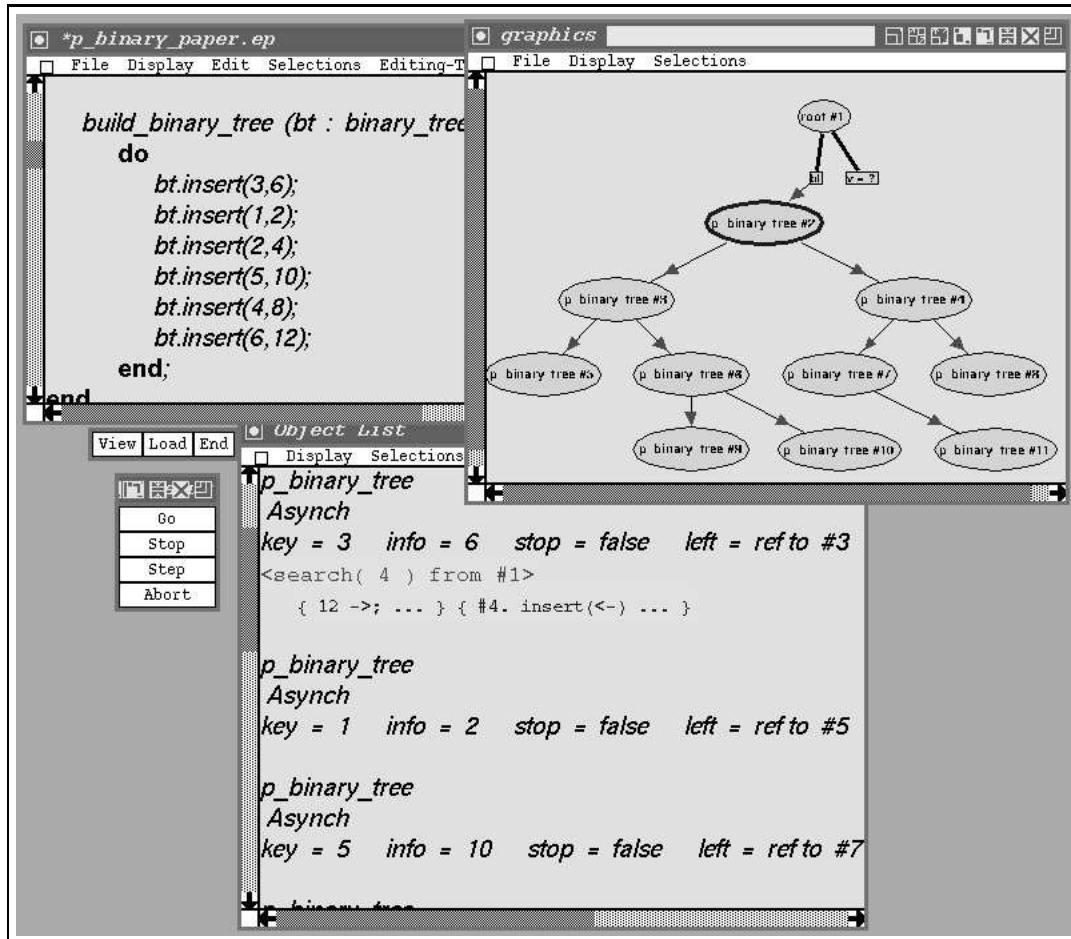 *p_binary_paper.ep
File Display Edit Selections Editing-T
build_binary_tree (bt : binary_tree
do
bt.insert(3,6);
bt.insert(1,2);
bt.insert(2,4);
bt.insert(5,10);
bt.insert(4,8);
bt.insert(6,12);
end;
end
graphics
File Display Selections
root #1
bt v = ?
p binary tree #2
p binary tree #3 p binary tree #4
p binary tree #5 p binary tree #6 p binary tree #7 p binary tree #8
p binary tree #9 p binary tree #10 p binary tree #11
View Load End
Go
Stop
Step
Abort
Object List
Display Selections
p_binary_tree
Asynch
key = 3 info = 6 stop = false left = ref to #3
<search( 4 ) from #1>
{ 12 ->; ... } { #4. insert(<-) ... }
p_binary_tree
Asynch
key = 1 info = 2 stop = false left = ref to #5
p_binary_tree
Asynch
key = 5 info = 10 stop = false left = ref to #7
p_binary_tree